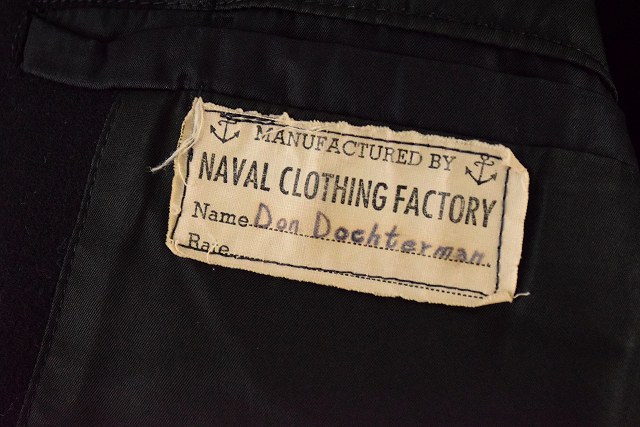 MANUFACTURED BY
NAVAL CLOTHING FACTORY
Name Don Dochterman
Rate